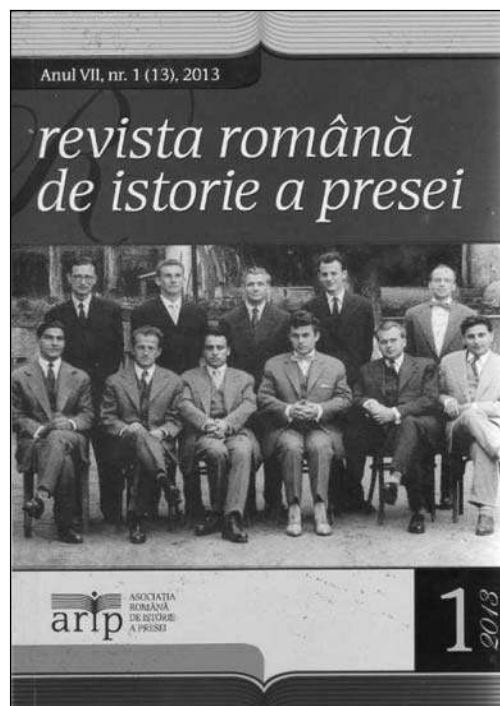 Anul VII, nr. 1 (13), 2013
revista română
de istorie a presei
arip
ASOCIAȚIA
ROMÂNĂ
DE ISTORIE
A PRESEI
1
2013